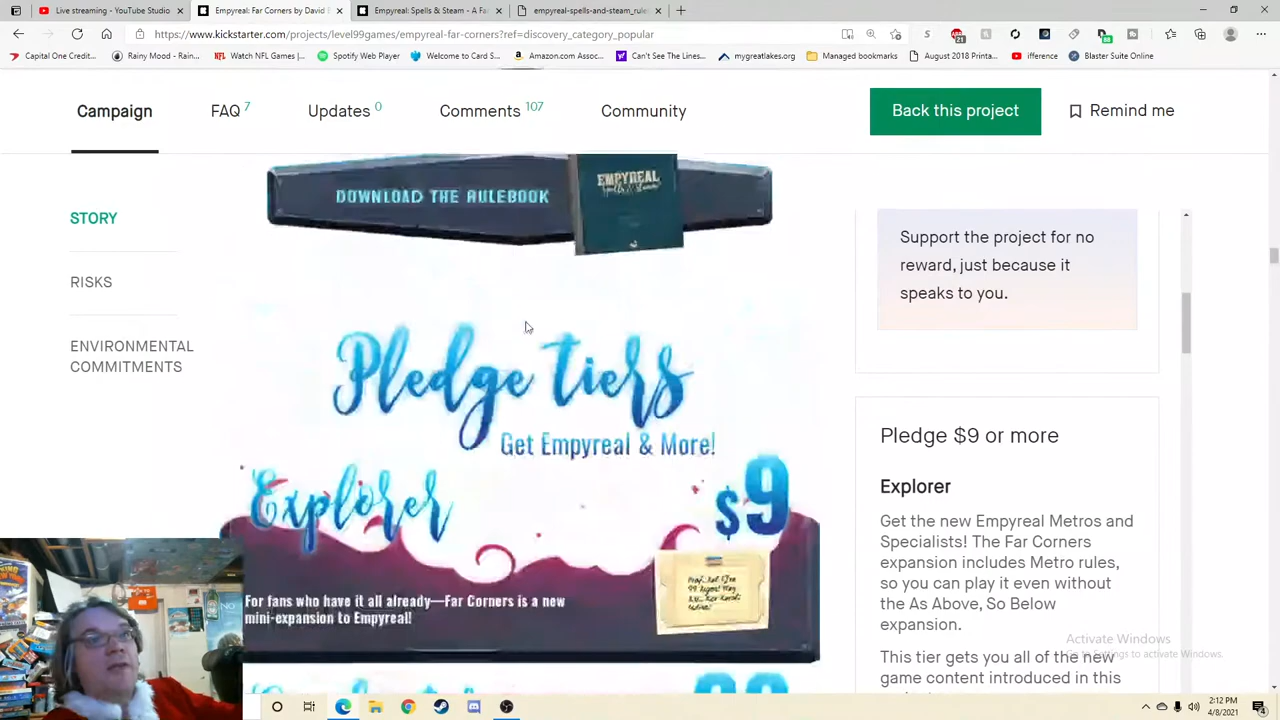 Live streaming - YouTube Studio
Empyreal: Far Corners by David B
Empyreal: Spells & Steam - A Fa
empyreal-spells-and-steam_rule
https://www.kickstarter.com/projects/level99games/empyreal-far-corners?ref=discovery_category_popular
Capital One Credit...
Rainy Mood - Rain...
Watch NFL Games |...
Spotify Web Player
Welcome to Card S...
Amazon.com Assoc...
Can't See The Lines...
mygreatlakes.org
Managed bookmarks
August 2018 Printa...
ifference
Blaster Suite Online
Campaign
FAQ 7
Updates 0
Comments 107
Community
Back this project
Remind me
STORY
RISKS
ENVIRONMENTAL
COMMITMENTS
DOWNLOAD THE RULEBOOK
EMPYREAL
Spells & Steam
Pledge tiers
Get Empyreal & More!
Explorer
$9
For fans who have it all already—Far Corners is a new
mini-expansion to Empyreal!
Support the project for no
reward, just because it
speaks to you.
Pledge $9 or more
Explorer
Get the new Empyreal Metros and
Specialists! The Far Corners
expansion includes Metro rules,
so you can play it even without
the As Above, So Below
expansion.
This tier gets you all of the new
game content introduced in this
Activate Windows
Go to Settings to activate Windows.
2:12 PM
4/8/2021